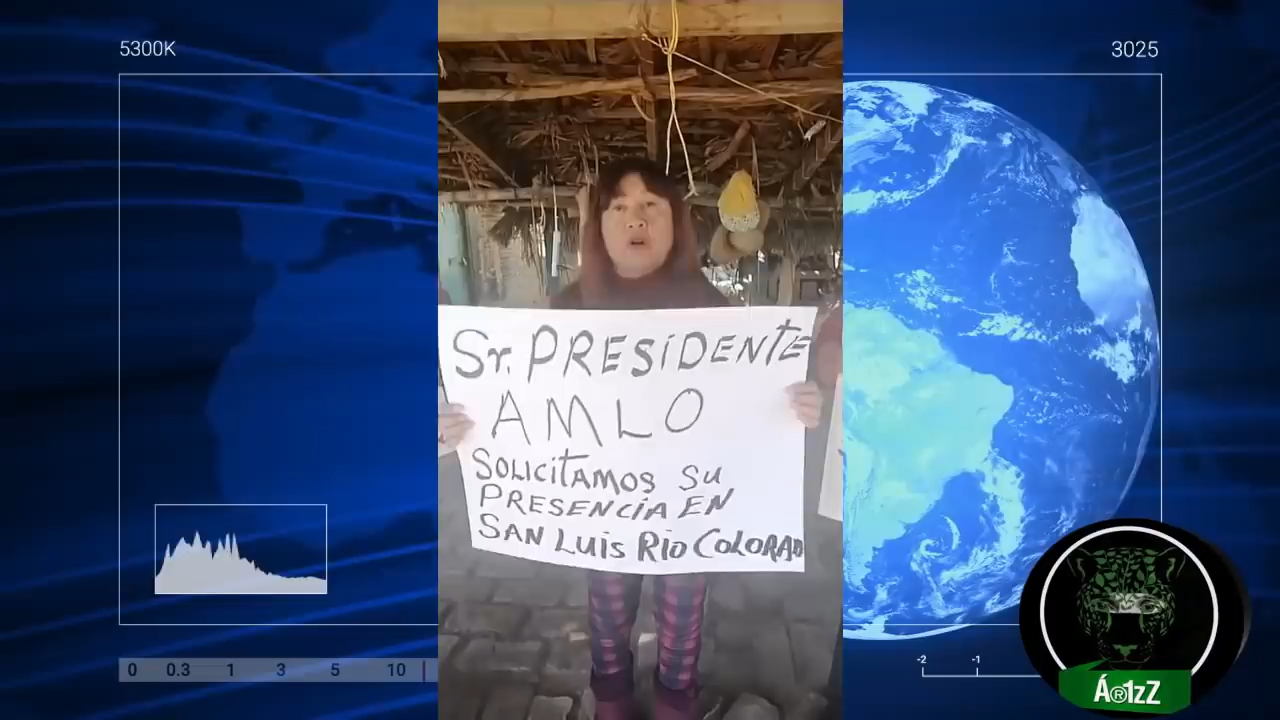 5300K
3025
Sr. PRESIDENTE
AMLO
SOLICITAMOS SU
PRESENCIA EN
SAN LUIS RIO COLORAD
0 0.3 1 3 5 10
-2 -1
Á®1zZ